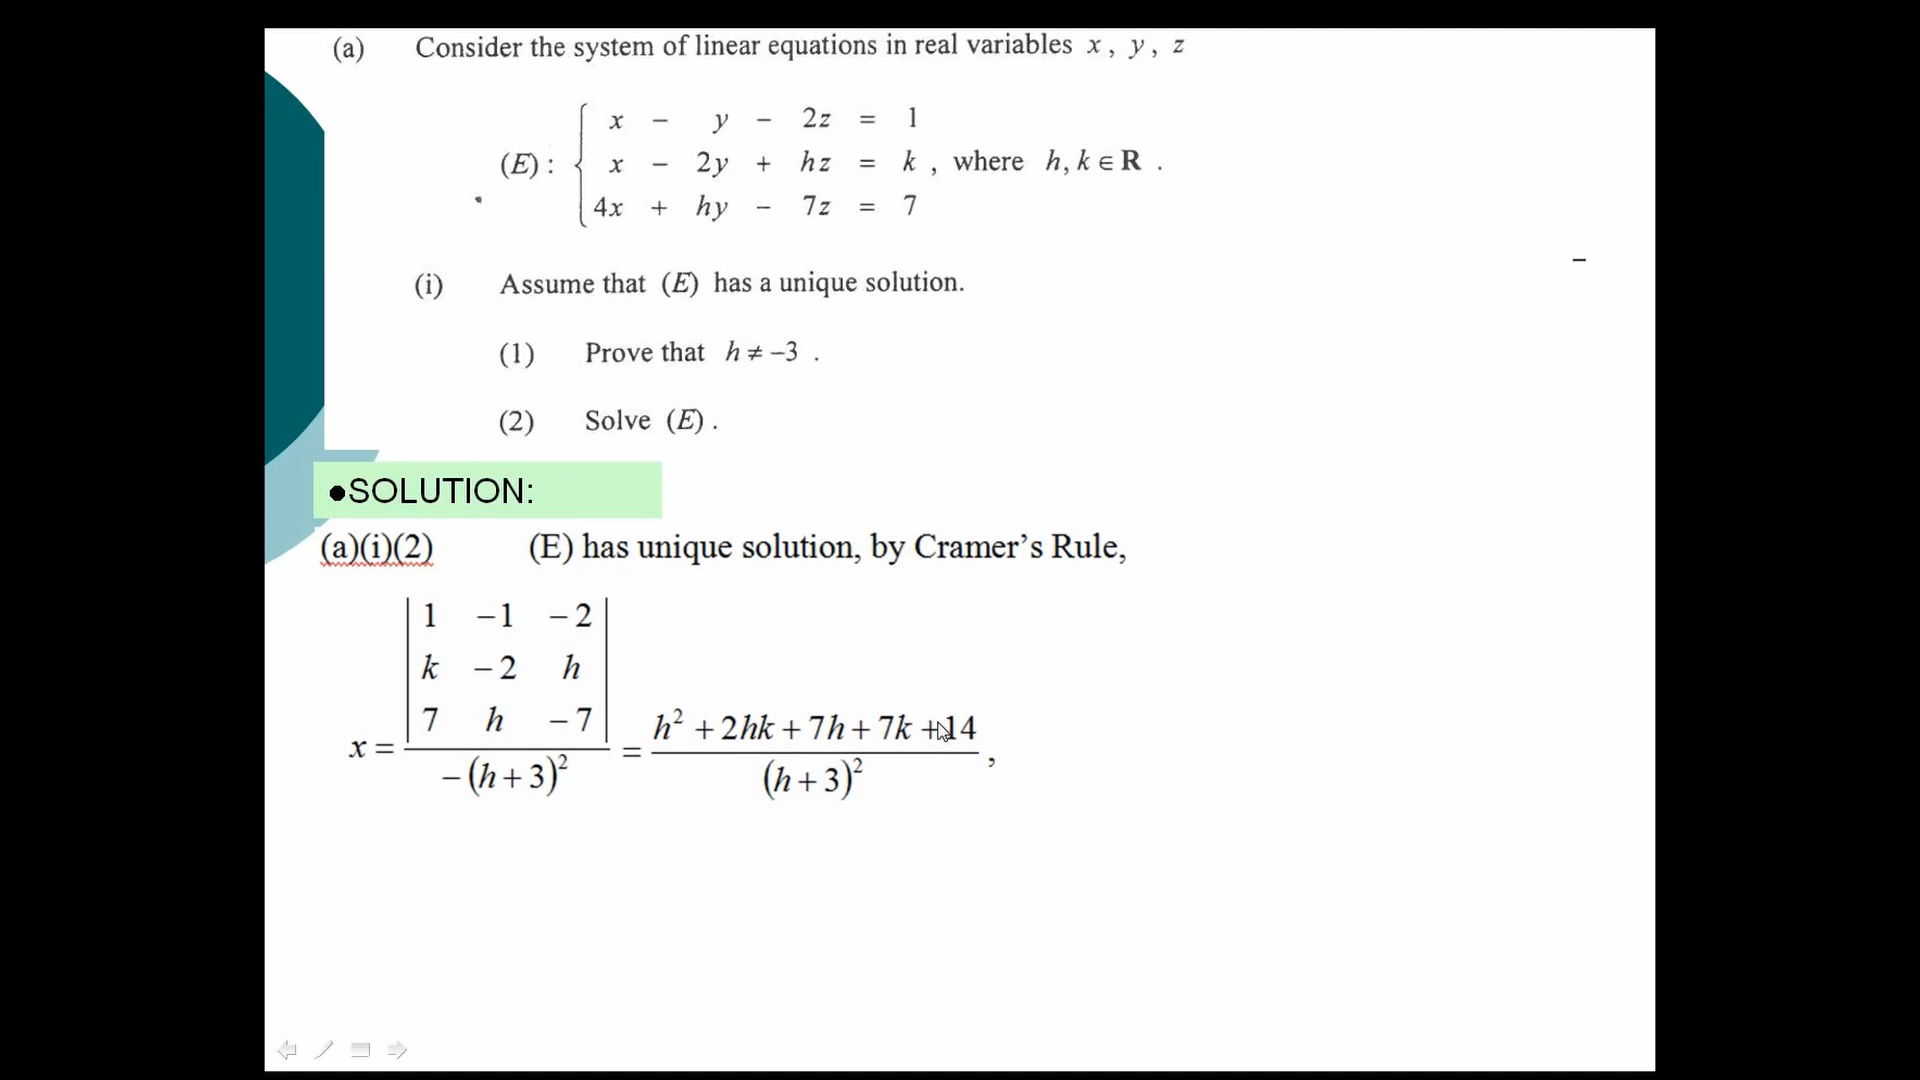 (a) Consider the system of linear equations in real variables x , y , z
x − y − 2z = 1
(E) : x − 2y + hz = k , where h, k ∈ R .
4x + hy − 7z = 7
(i) Assume that (E) has a unique solution.
(1) Prove that h ≠ −3 .
(2) Solve (E) .
●SOLUTION:
(a)(i)(2) (E) has unique solution, by Cramer’s Rule,
1 −1 −2
k −2 h
7 h −7
h² + 2hk + 7h + 7k + 14
x = = ,
−(h + 3)² (h + 3)²